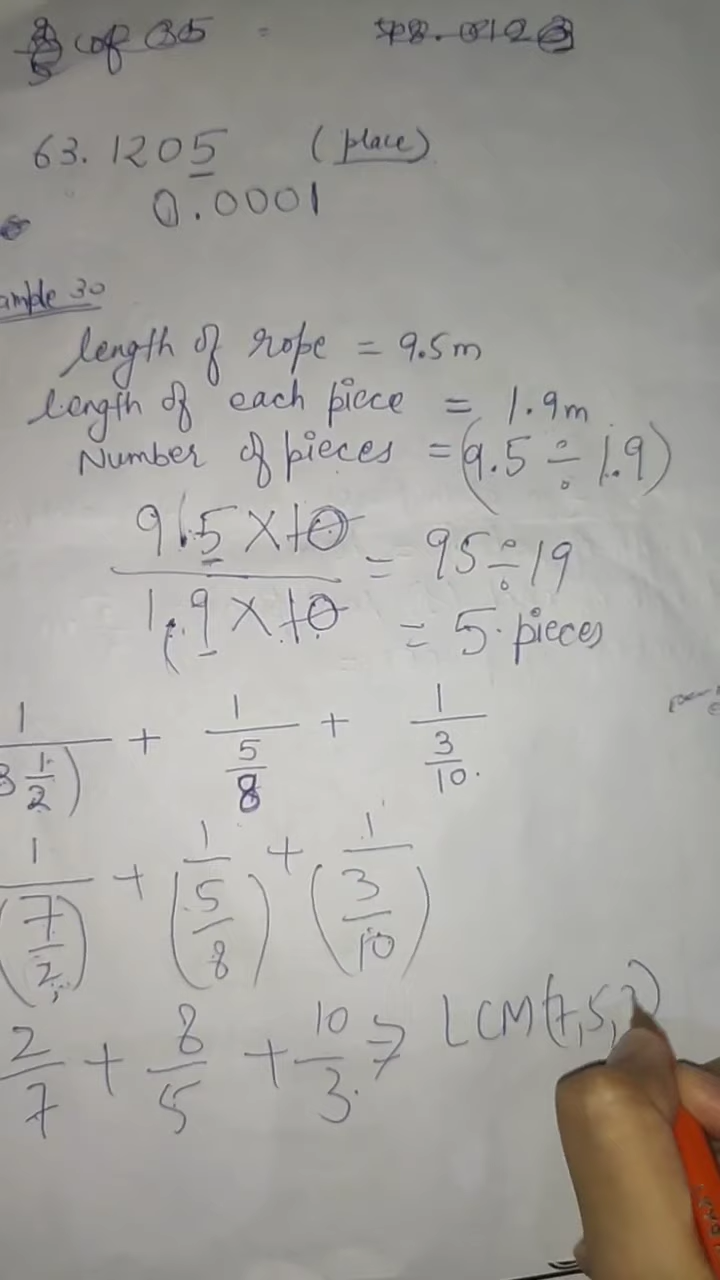 of 35 =
63.1205 (place)
0.0001
ample 30
length of rope = 9.5m
length of each piece = 1.9m
Number of pieces = (9.5 ÷ 1.9)
9.5 × 10 / 1.9 × 10 = 95 ÷ 19
= 5. pieces
1/(3 1/2) + 1/(5/8) + 1/(3/10)
1/(7/2) + 1/(5/8) + 1/(3/10)
2/7 + 8/5 + 10/3 ⇒ LCM(7,5,